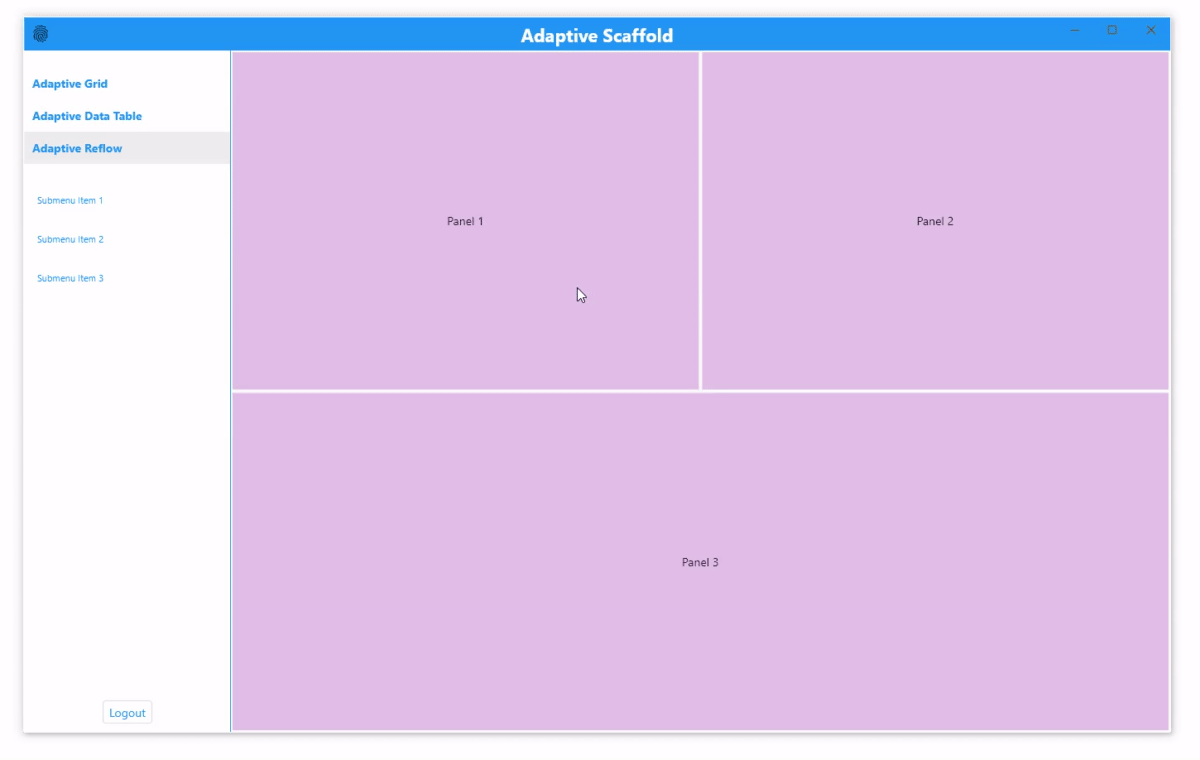 Adaptive Scaffold
Adaptive Grid
Adaptive Data Table
Adaptive Reflow
Submenu Item 1
Submenu Item 2
Submenu Item 3
Logout
Panel 1
Panel 2
Panel 3